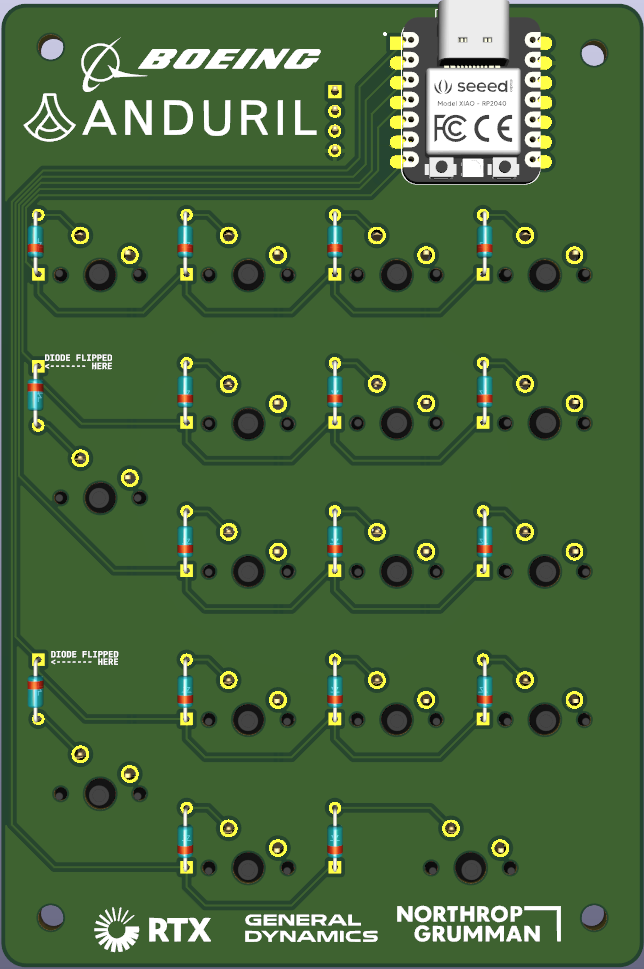 BOEING
ANDURIL
seeed
Model XIAO - RP2040
FC CE
DIODE FLIPPED
<------- HERE
DIODE FLIPPED
<------- HERE
RTX
GENERAL
DYNAMICS
NORTHROP
GRUMMAN